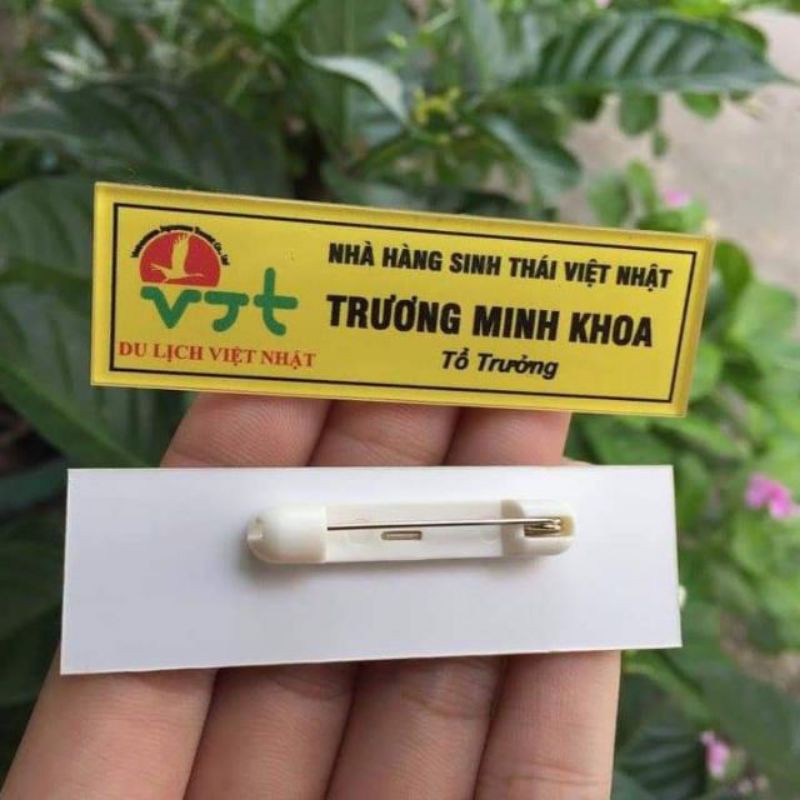 VJt
DU LỊCH VIỆT NHẬT
NHÀ HÀNG SINH THÁI VIỆT NHẬT
TRƯƠNG MINH KHOA
Tổ Trưởng